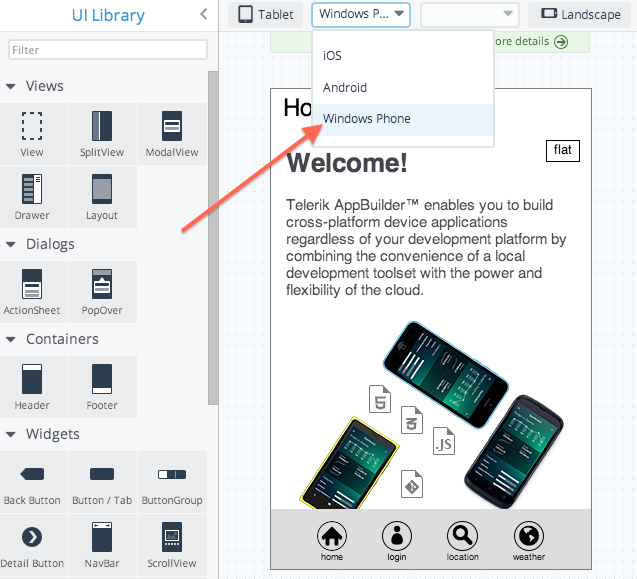 UI Library
Filter
Views
View
SplitView
ModalView
Drawer
Layout
Dialogs
ActionSheet
PopOver
Containers
Header
Footer
Widgets
Back Button
Button / Tab
ButtonGroup
Detail Button
NavBar
ScrollView
Tablet
Windows P...
Landscape
ore details
iOS
Android
Windows Phone
Ho
flat
Welcome!
Telerik AppBuilder™ enables you to build
cross-platform device applications
regardless of your development platform by
combining the convenience of a local
development toolset with the power and
flexibility of the cloud.
.JS
home
login
location
weather